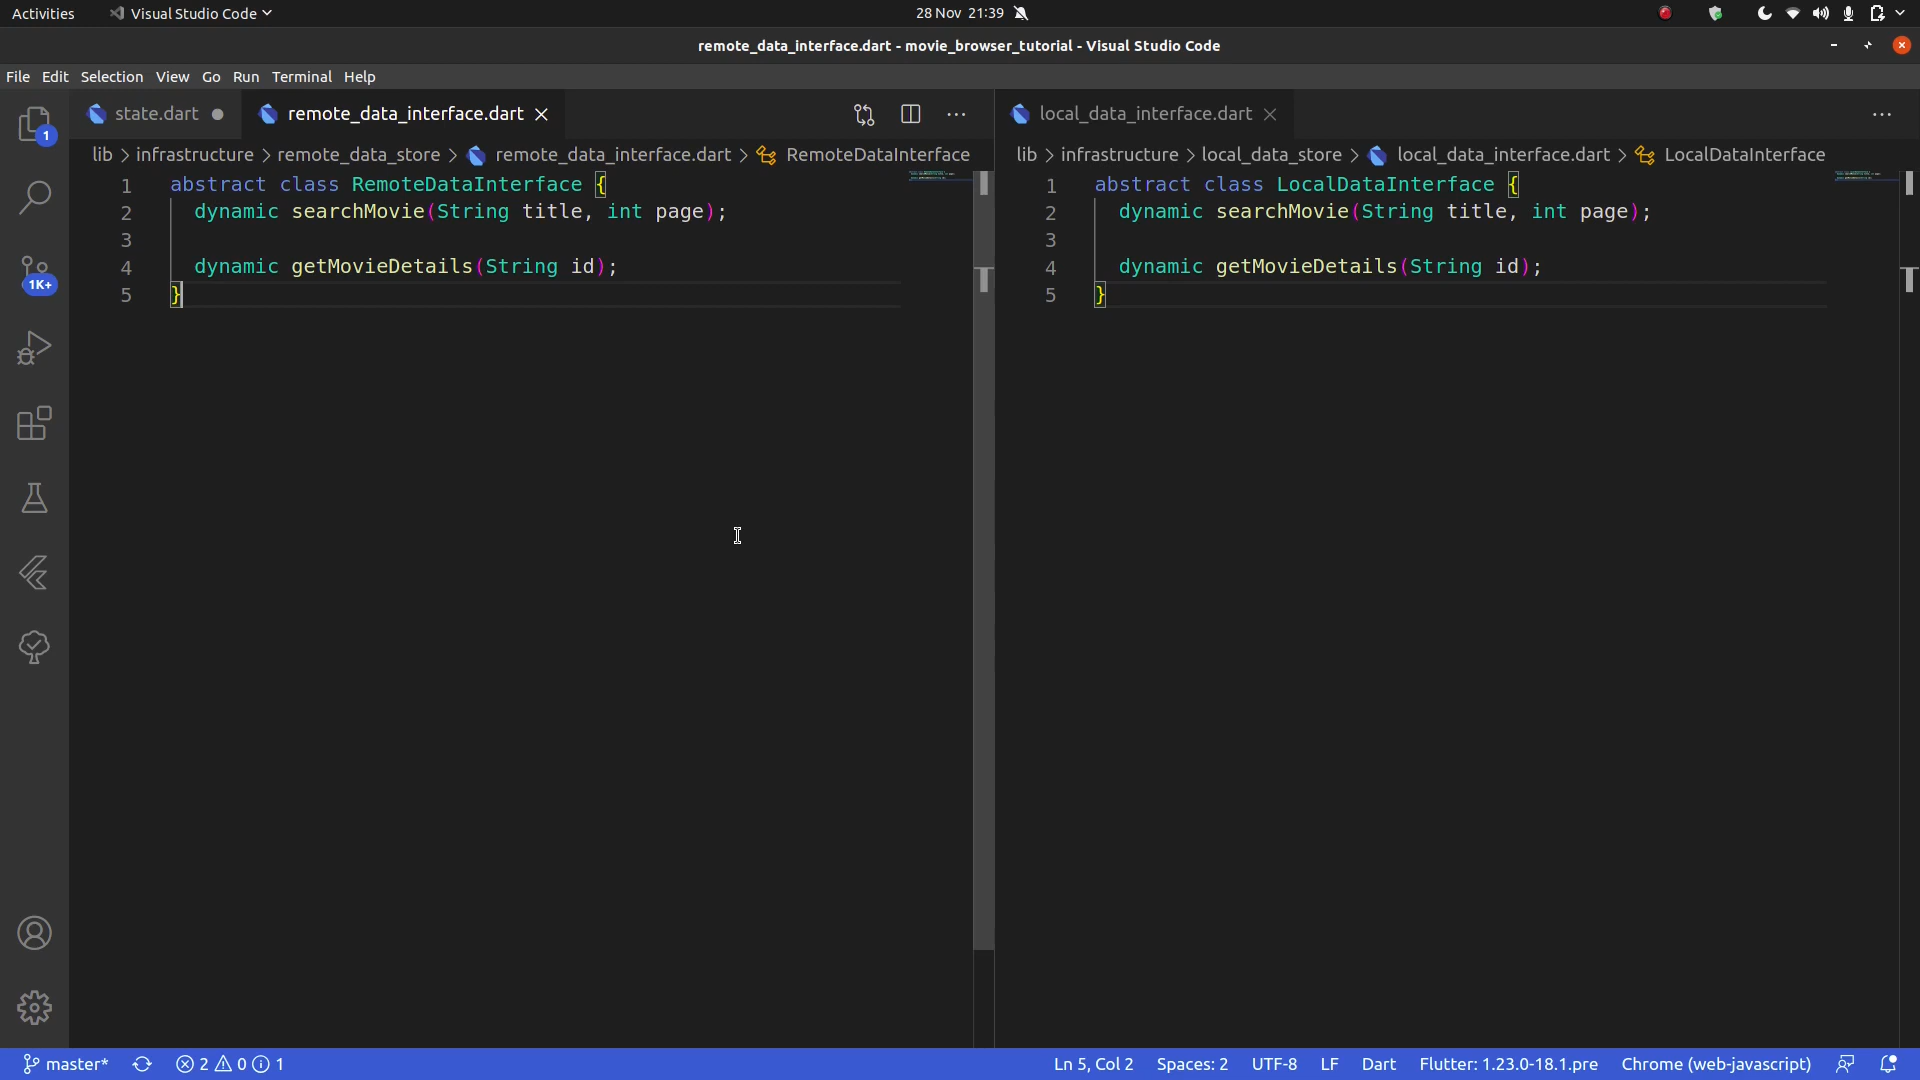 Activities Visual Studio Code 28 Nov 21:39
remote_data_interface.dart - movie_browser_tutorial - Visual Studio Code
File Edit Selection View Go Run Terminal Help
state.dart remote_data_interface.dart
lib > infrastructure > remote_data_store > remote_data_interface.dart > RemoteDataInterface
1 abstract class RemoteDataInterface {
2 dynamic searchMovie(String title, int page);
3
4 dynamic getMovieDetails(String id);
5 }
local_data_interface.dart
lib > infrastructure > local_data_store > local_data_interface.dart > LocalDataInterface
1 abstract class LocalDataInterface {
2 dynamic searchMovie(String title, int page);
3
4 dynamic getMovieDetails(String id);
5 }
1
1K+
master* 2 0 1 Ln 5, Col 2 Spaces: 2 UTF-8 LF Dart Flutter: 1.23.0-18.1.pre Chrome (web-javascript)